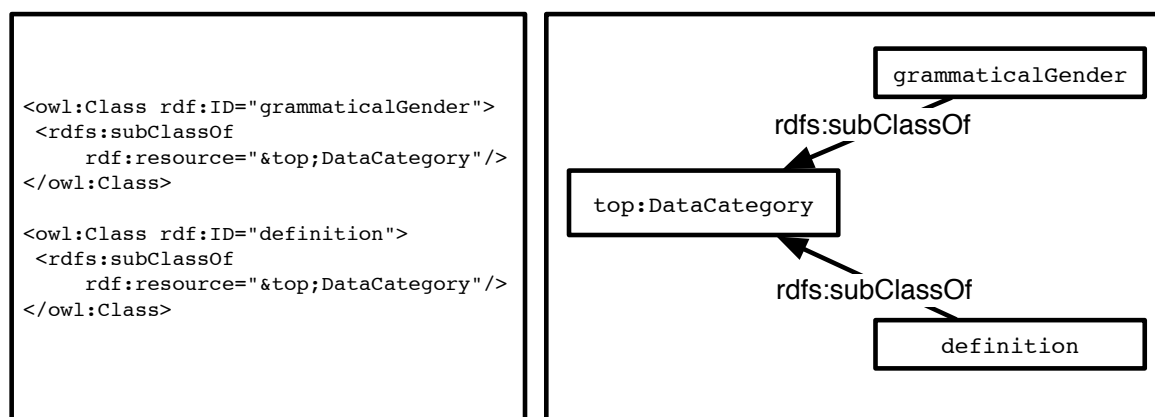 <owl:Class rdf:ID="grammaticalGender">
<rdfs:subClassOf
rdf:resource="&top;DataCategory"/>
</owl:Class>
<owl:Class rdf:ID="definition">
<rdfs:subClassOf
rdf:resource="&top;DataCategory"/>
</owl:Class>
grammaticalGender
rdfs:subClassOf
top:DataCategory
rdfs:subClassOf
definition